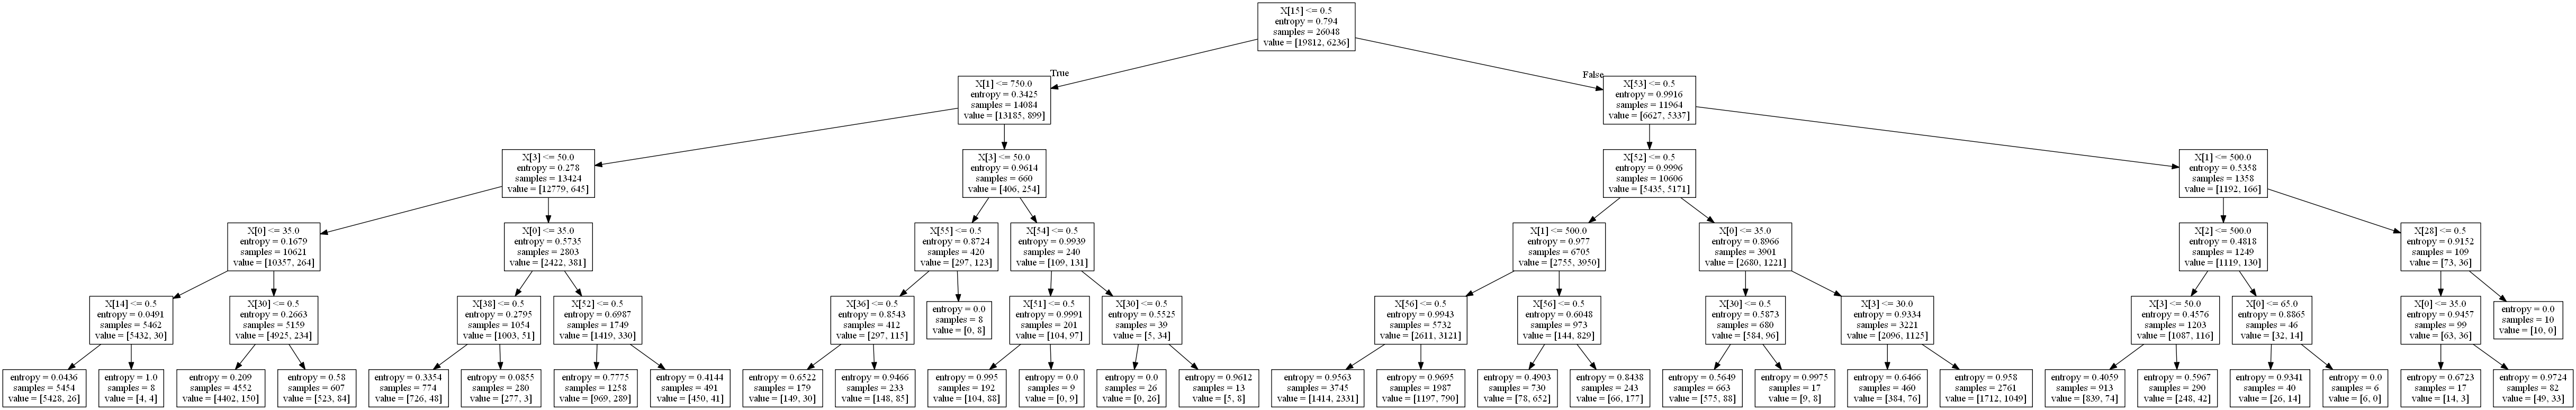 X[15] <= 0.5
entropy = 0.794
samples = 26048
value = [19812, 6236]
True
False
X[1] <= 750.0
entropy = 0.3425
samples = 14084
value = [13185, 899]
X[53] <= 0.5
entropy = 0.9916
samples = 11964
value = [6627, 5337]
X[3] <= 50.0
entropy = 0.278
samples = 13424
value = [12779, 645]
X[3] <= 50.0
entropy = 0.9614
samples = 660
value = [406, 254]
X[52] <= 0.5
entropy = 0.9996
samples = 10606
value = [5435, 5171]
X[1] <= 500.0
entropy = 0.5358
samples = 1358
value = [1192, 166]
X[0] <= 35.0
entropy = 0.1679
samples = 10621
value = [10357, 264]
X[0] <= 35.0
entropy = 0.5735
samples = 2803
value = [2422, 381]
X[55] <= 0.5
entropy = 0.8724
samples = 420
value = [297, 123]
X[54] <= 0.5
entropy = 0.9939
samples = 240
value = [109, 131]
X[1] <= 500.0
entropy = 0.977
samples = 6705
value = [2755, 3950]
X[0] <= 35.0
entropy = 0.8966
samples = 3901
value = [2680, 1221]
X[2] <= 500.0
entropy = 0.4818
samples = 1249
value = [1119, 130]
X[28] <= 0.5
entropy = 0.9152
samples = 109
value = [73, 36]
X[14] <= 0.5
entropy = 0.0491
samples = 5462
value = [5432, 30]
X[30] <= 0.5
entropy = 0.2663
samples = 5159
value = [4925, 234]
X[38] <= 0.5
entropy = 0.2795
samples = 1054
value = [1003, 51]
X[52] <= 0.5
entropy = 0.6987
samples = 1749
value = [1419, 330]
X[36] <= 0.5
entropy = 0.8543
samples = 412
value = [297, 115]
entropy = 0.0
samples = 8
value = [0, 8]
X[51] <= 0.5
entropy = 0.9991
samples = 201
value = [104, 97]
X[30] <= 0.5
entropy = 0.5525
samples = 39
value = [5, 34]
X[56] <= 0.5
entropy = 0.9943
samples = 5732
value = [2611, 3121]
X[56] <= 0.5
entropy = 0.6048
samples = 973
value = [144, 829]
X[30] <= 0.5
entropy = 0.5873
samples = 680
value = [584, 96]
X[3] <= 30.0
entropy = 0.9334
samples = 3221
value = [2096, 1125]
X[3] <= 50.0
entropy = 0.4576
samples = 1203
value = [1087, 116]
X[0] <= 65.0
entropy = 0.8865
samples = 46
value = [32, 14]
X[0] <= 35.0
entropy = 0.9457
samples = 99
value = [63, 36]
entropy = 0.0
samples = 10
value = [10, 0]
entropy = 0.0436
samples = 5454
value = [5428, 26]
entropy = 1.0
samples = 8
value = [4, 4]
entropy = 0.209
samples = 4552
value = [4402, 150]
entropy = 0.58
samples = 607
value = [523, 84]
entropy = 0.3354
samples = 774
value = [726, 48]
entropy = 0.0855
samples = 280
value = [277, 3]
entropy = 0.7775
samples = 1258
value = [969, 289]
entropy = 0.4144
samples = 491
value = [450, 41]
entropy = 0.6522
samples = 179
value = [149, 30]
entropy = 0.9466
samples = 233
value = [148, 85]
entropy = 0.995
samples = 192
value = [104, 88]
entropy = 0.0
samples = 9
value = [0, 9]
entropy = 0.0
samples = 26
value = [0, 26]
entropy = 0.9612
samples = 13
value = [5, 8]
entropy = 0.9563
samples = 3745
value = [1414, 2331]
entropy = 0.9695
samples = 1987
value = [1197, 790]
entropy = 0.4903
samples = 730
value = [78, 652]
entropy = 0.8438
samples = 243
value = [66, 177]
entropy = 0.5649
samples = 663
value = [575, 88]
entropy = 0.9975
samples = 17
value = [9, 8]
entropy = 0.6466
samples = 460
value = [384, 76]
entropy = 0.958
samples = 2761
value = [1712, 1049]
entropy = 0.4059
samples = 913
value = [839, 74]
entropy = 0.5967
samples = 290
value = [248, 42]
entropy = 0.9341
samples = 40
value = [26, 14]
entropy = 0.0
samples = 6
value = [6, 0]
entropy = 0.6723
samples = 17
value = [14, 3]
entropy = 0.9724
samples = 82
value = [49, 33]